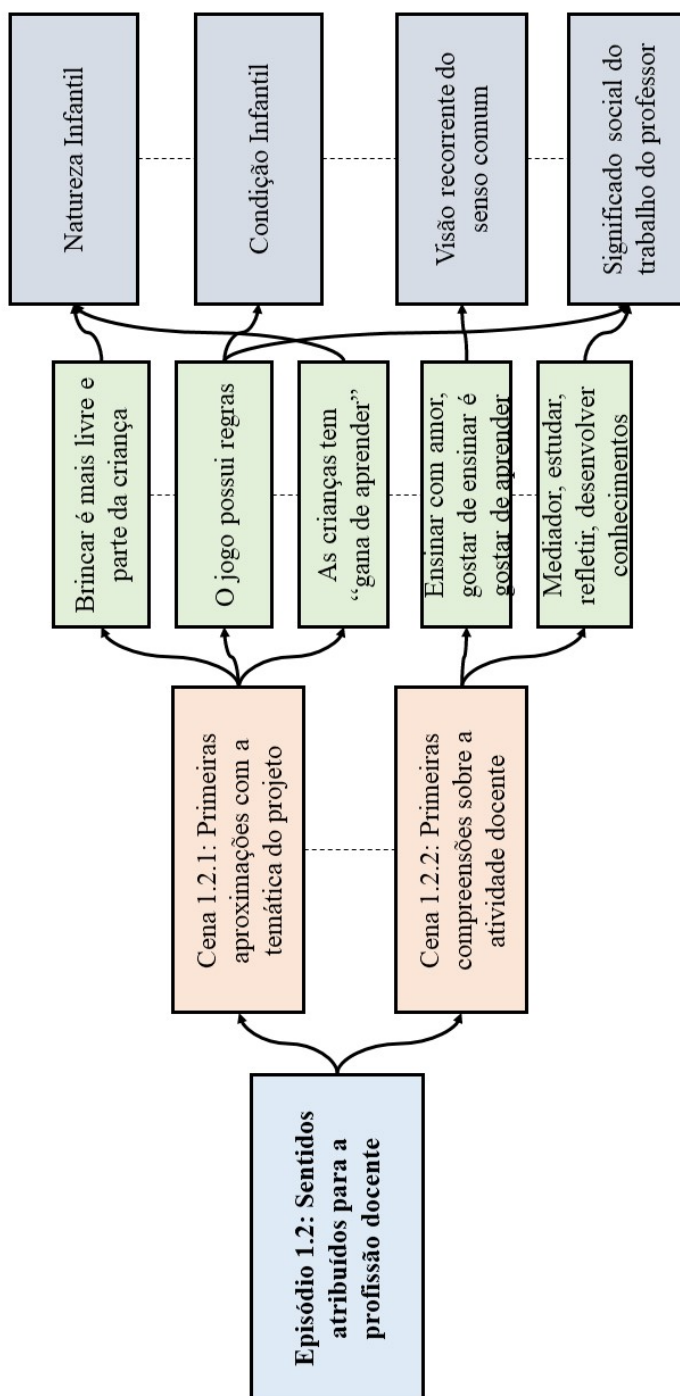 Episódio 1.2: Sentidos
atribuídos para a
profissão docente
Cena 1.2.1: Primeiras
aproximações com a
temática do projeto
Cena 1.2.2: Primeiras
compreensões sobre a
atividade docente
Brincar é mais livre e
parte da criança
O jogo possui regras
As crianças tem
“gana de aprender”
Ensinar com amor,
gostar de ensinar é
gostar de aprender
Mediador, estudar,
refletir, desenvolver
conhecimentos
Natureza Infantil
Condição Infantil
Visão recorrente do
senso comum
Significado social do
trabalho do professor